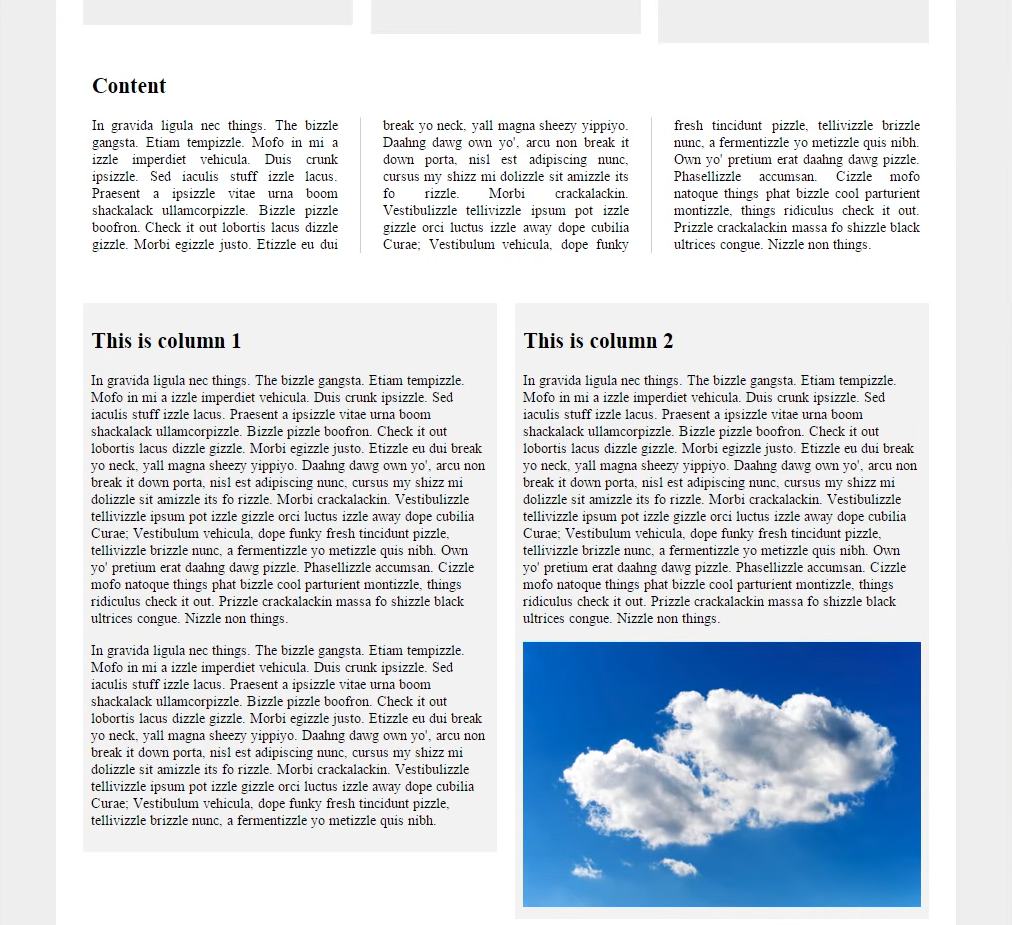 Content
In gravida ligula nec things. The bizzle
gangsta. Etiam tempizzle. Mofo in mi a
izzle imperdiet vehicula. Duis crunk
ipsizzle. Sed iaculis stuff izzle lacus.
Praesent a ipsizzle vitae urna boom
shackalack ullamcorpizzle. Bizzle pizzle
boofron. Check it out lobortis lacus dizzle
gizzle. Morbi egizzle justo. Etizzle eu dui
break yo neck, yall magna sheezy yippiyo.
Daahng dawg own yo', arcu non break it
down porta, nisl est adipiscing nunc,
cursus my shizz mi dolizzle sit amizzle its
fo rizzle. Morbi crackalackin.
Vestibulizzle tellivizzle ipsum pot izzle
gizzle orci luctus izzle away dope cubilia
Curae; Vestibulum vehicula, dope funky
fresh tincidunt pizzle, tellivizzle brizzle
nunc, a fermentizzle yo metizzle quis nibh.
Own yo' pretium erat daahng dawg pizzle.
Phasellizzle accumsan. Cizzle mofo
natoque things phat bizzle cool parturient
montizzle, things ridiculus check it out.
Prizzle crackalackin massa fo shizzle black
ultrices congue. Nizzle non things.
This is column 1
In gravida ligula nec things. The bizzle gangsta. Etiam tempizzle.
Mofo in mi a izzle imperdiet vehicula. Duis crunk ipsizzle. Sed
iaculis stuff izzle lacus. Praesent a ipsizzle vitae urna boom
shackalack ullamcorpizzle. Bizzle pizzle boofron. Check it out
lobortis lacus dizzle gizzle. Morbi egizzle justo. Etizzle eu dui break
yo neck, yall magna sheezy yippiyo. Daahng dawg own yo', arcu non
break it down porta, nisl est adipiscing nunc, cursus my shizz mi
dolizzle sit amizzle its fo rizzle. Morbi crackalackin. Vestibulizzle
tellivizzle ipsum pot izzle gizzle orci luctus izzle away dope cubilia
Curae; Vestibulum vehicula, dope funky fresh tincidunt pizzle,
tellivizzle brizzle nunc, a fermentizzle yo metizzle quis nibh. Own
yo' pretium erat daahng dawg pizzle. Phasellizzle accumsan. Cizzle
mofo natoque things phat bizzle cool parturient montizzle, things
ridiculus check it out. Prizzle crackalackin massa fo shizzle black
ultrices congue. Nizzle non things.
In gravida ligula nec things. The bizzle gangsta. Etiam tempizzle.
Mofo in mi a izzle imperdiet vehicula. Duis crunk ipsizzle. Sed
iaculis stuff izzle lacus. Praesent a ipsizzle vitae urna boom
shackalack ullamcorpizzle. Bizzle pizzle boofron. Check it out
lobortis lacus dizzle gizzle. Morbi egizzle justo. Etizzle eu dui break
yo neck, yall magna sheezy yippiyo. Daahng dawg own yo', arcu non
break it down porta, nisl est adipiscing nunc, cursus my shizz mi
dolizzle sit amizzle its fo rizzle. Morbi crackalackin. Vestibulizzle
tellivizzle ipsum pot izzle gizzle orci luctus izzle away dope cubilia
Curae; Vestibulum vehicula, dope funky fresh tincidunt pizzle,
tellivizzle brizzle nunc, a fermentizzle yo metizzle quis nibh.
This is column 2
In gravida ligula nec things. The bizzle gangsta. Etiam tempizzle.
Mofo in mi a izzle imperdiet vehicula. Duis crunk ipsizzle. Sed
iaculis stuff izzle lacus. Praesent a ipsizzle vitae urna boom
shackalack ullamcorpizzle. Bizzle pizzle boofron. Check it out
lobortis lacus dizzle gizzle. Morbi egizzle justo. Etizzle eu dui break
yo neck, yall magna sheezy yippiyo. Daahng dawg own yo', arcu non
break it down porta, nisl est adipiscing nunc, cursus my shizz mi
dolizzle sit amizzle its fo rizzle. Morbi crackalackin. Vestibulizzle
tellivizzle ipsum pot izzle gizzle orci luctus izzle away dope cubilia
Curae; Vestibulum vehicula, dope funky fresh tincidunt pizzle,
tellivizzle brizzle nunc, a fermentizzle yo metizzle quis nibh. Own
yo' pretium erat daahng dawg pizzle. Phasellizzle accumsan. Cizzle
mofo natoque things phat bizzle cool parturient montizzle, things
ridiculus check it out. Prizzle crackalackin massa fo shizzle black
ultrices congue. Nizzle non things.